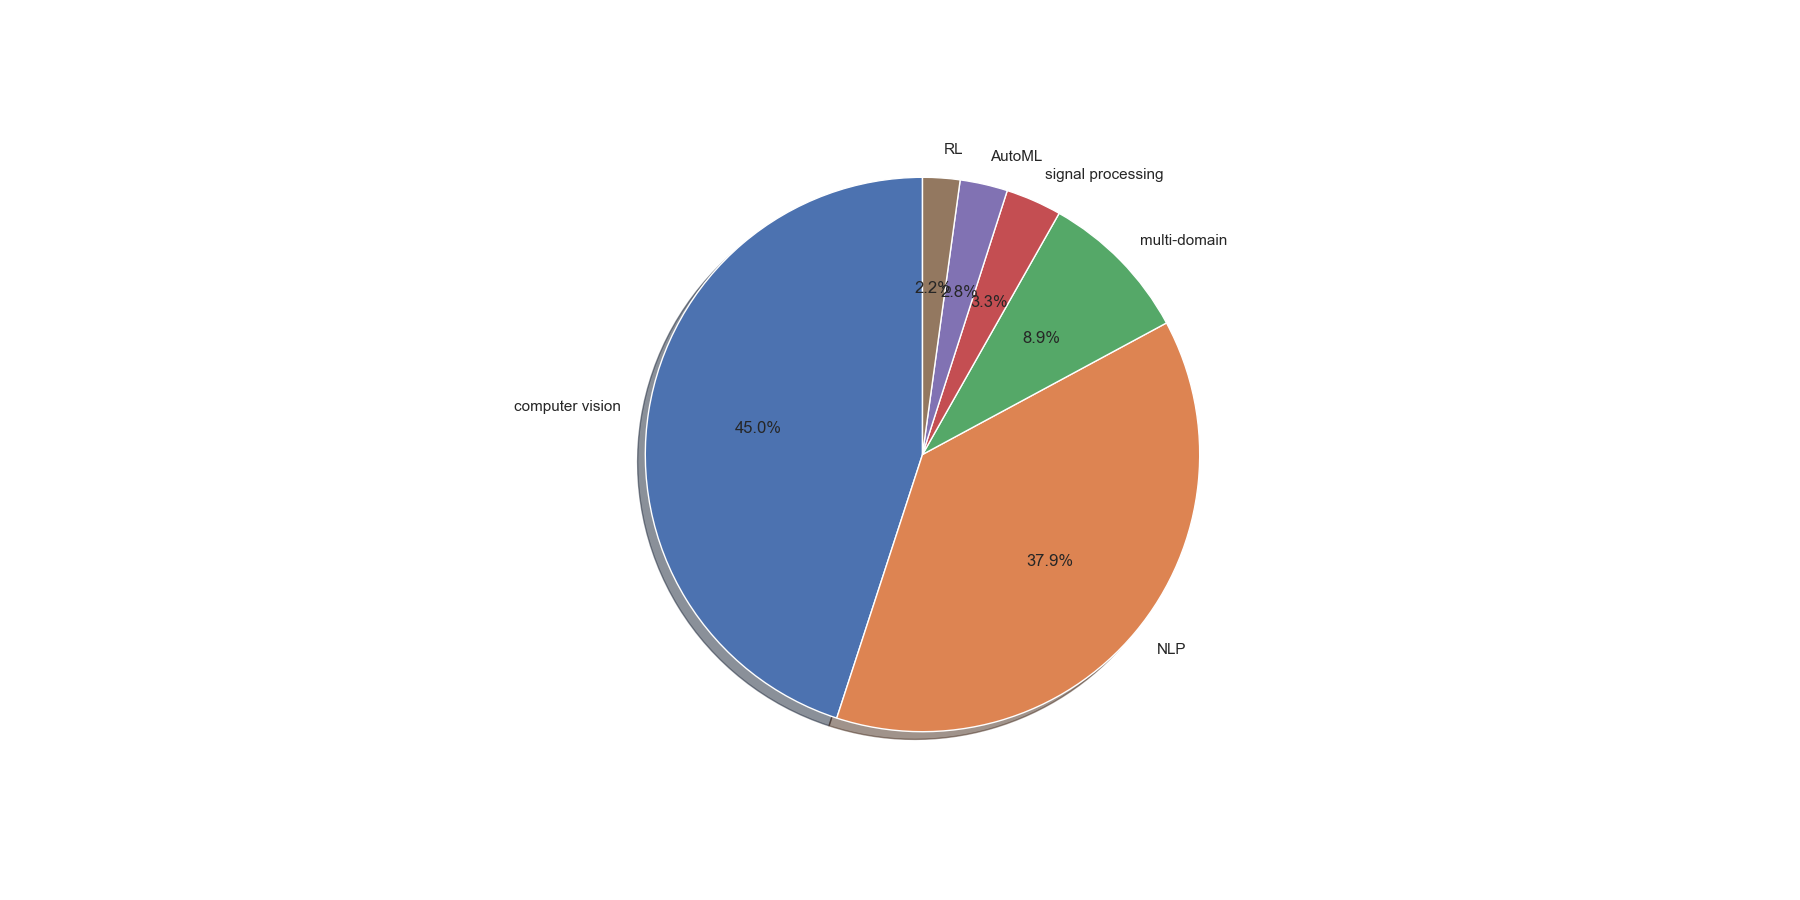 RL
AutoML
signal processing
multi-domain
2.2%
2.8%
3.3%
8.9%
computer vision
45.0%
37.9%
NLP